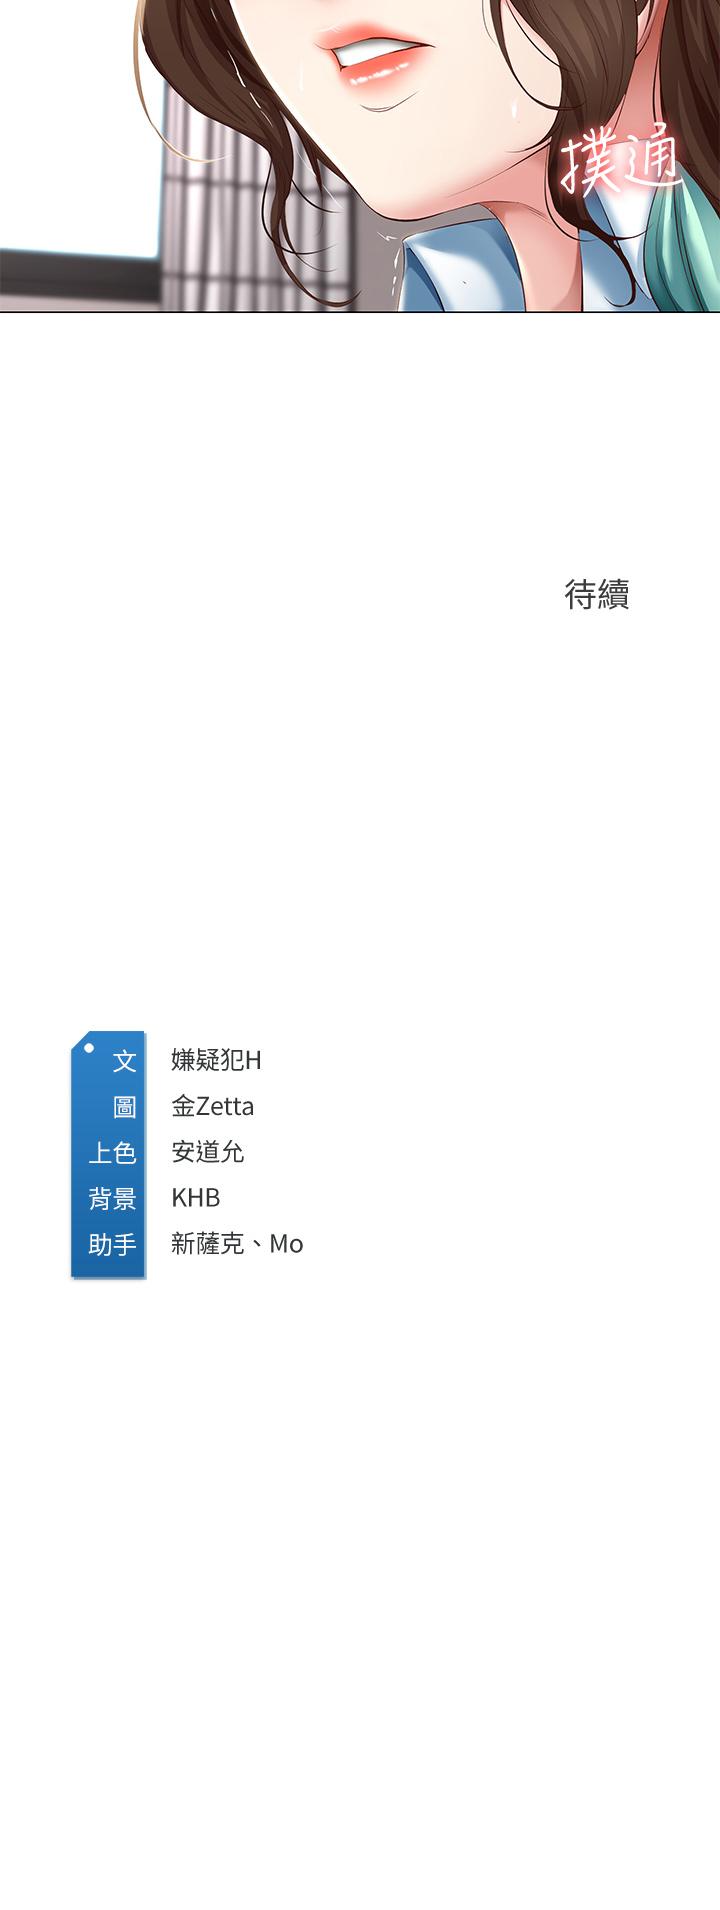 撲通
待續
文 嫌疑犯H
圖 金Zetta
上色 安道允
背景 KHB
助手 新薩克、Mo